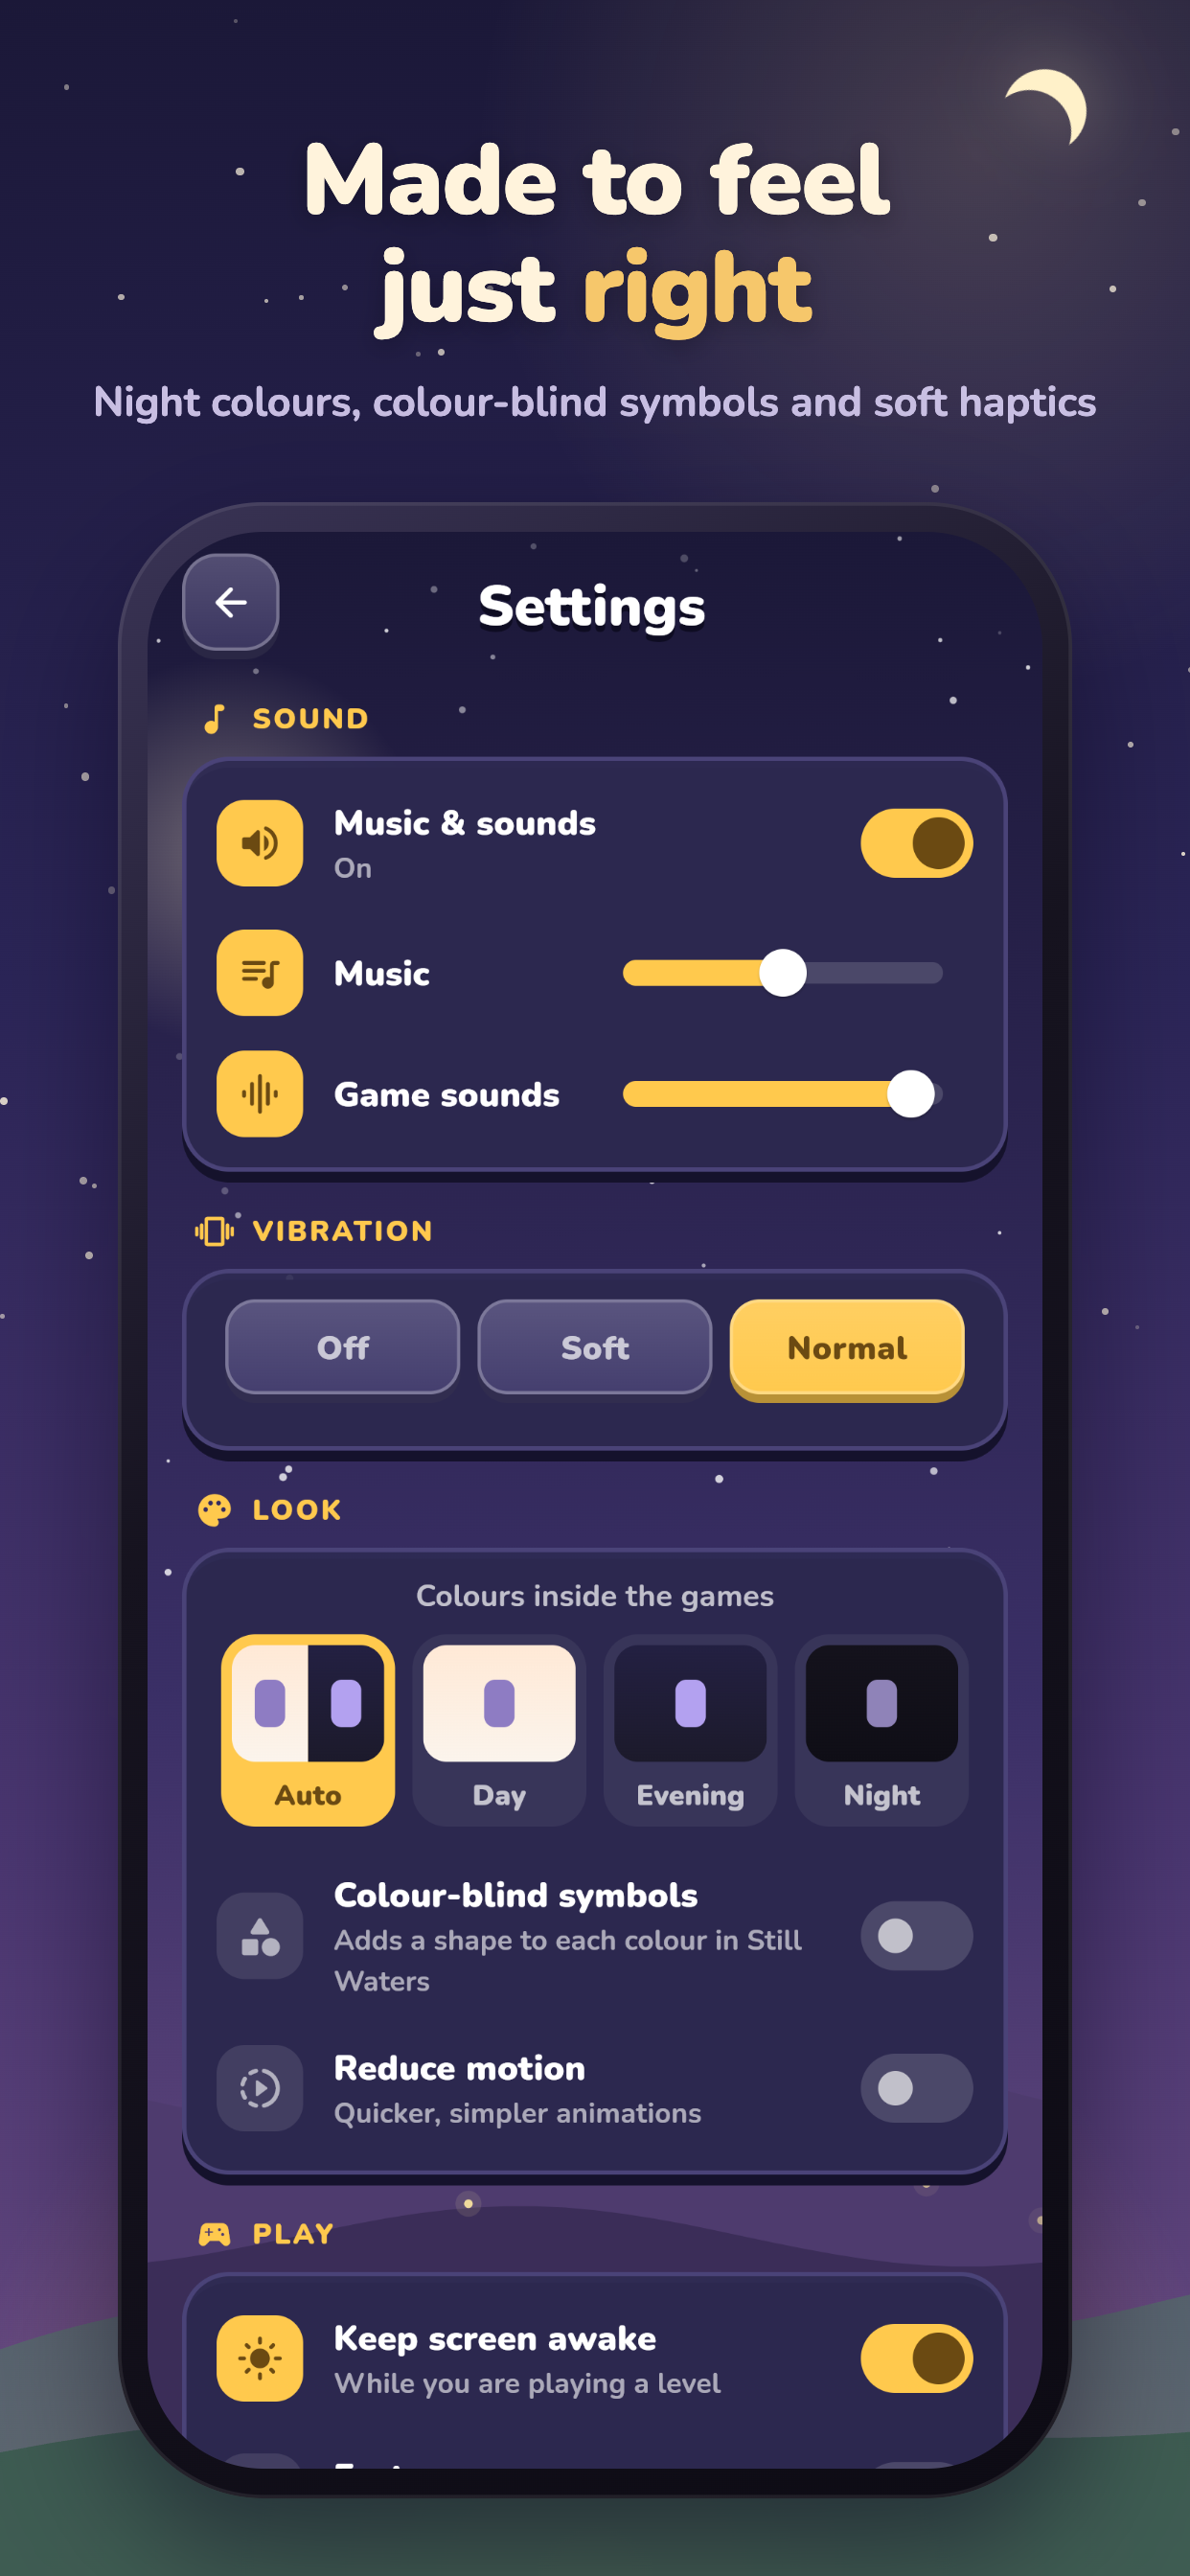 Made to feel
just right
Night colours, colour-blind symbols and soft haptics
Settings
SOUND
Music & sounds
On
Music
Game sounds
VIBRATION
Off
Soft
Normal
LOOK
Colours inside the games
Auto
Day
Evening
Night
Colour-blind symbols
Adds a shape to each colour in Still
Waters
Reduce motion
Quicker, simpler animations
PLAY
Keep screen awake
While you are playing a level